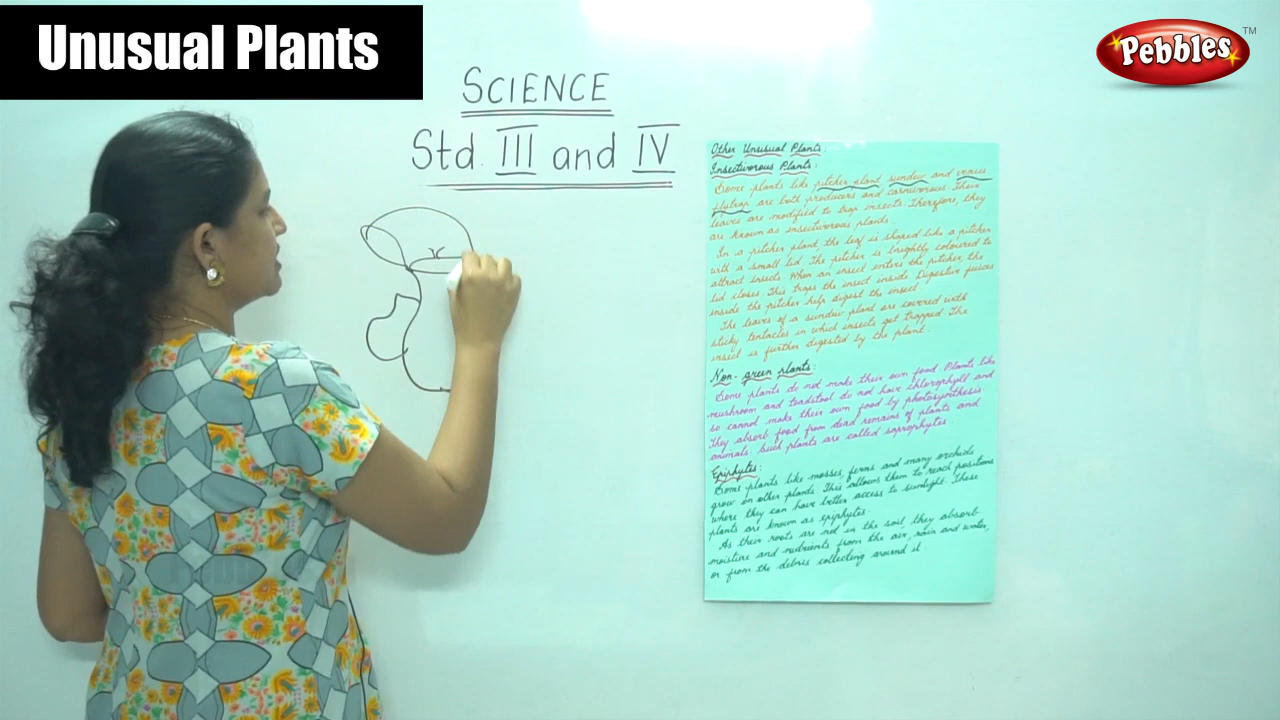 Unusual Plants
Pebbles TM
SCIENCE
Std. III and IV
Other Unusual Plants:
Insectivorous Plants:
Some plants like pitcher plant, sundew and venus
flytrap are both producers and carnivorous. Their
leaves are modified to trap insects. Therefore, they
are known as insectivorous plants.
In a pitcher plant, the leaf is shaped like a pitcher
with a small lid. The pitcher is brightly coloured to
attract insects. When an insect enters the pitcher, the
lid closes. This traps the insect inside. Digestive juices
inside the pitcher help digest the insect.
The leaves of a sundew plant are covered with
sticky tentacles in which insects get trapped. The
insect is further digested by the plant.
Non-green plants:
Some plants do not make their own food. Plants like
mushroom and toadstool do not have chlorophyll and
so cannot make their own food by photosynthesis.
They absorb food from dead remains of plants and
animals. Such plants are called saprophytes.
Epiphytes:
Some plants like mosses, ferns and many orchids
grow on other plants. This allows them to reach positions
where they can have better access to sunlight. These
plants are known as epiphytes.
As their roots are not in the soil, they absorb
moisture and nutrients from the air, rain and water,
or from the debris collecting around it.